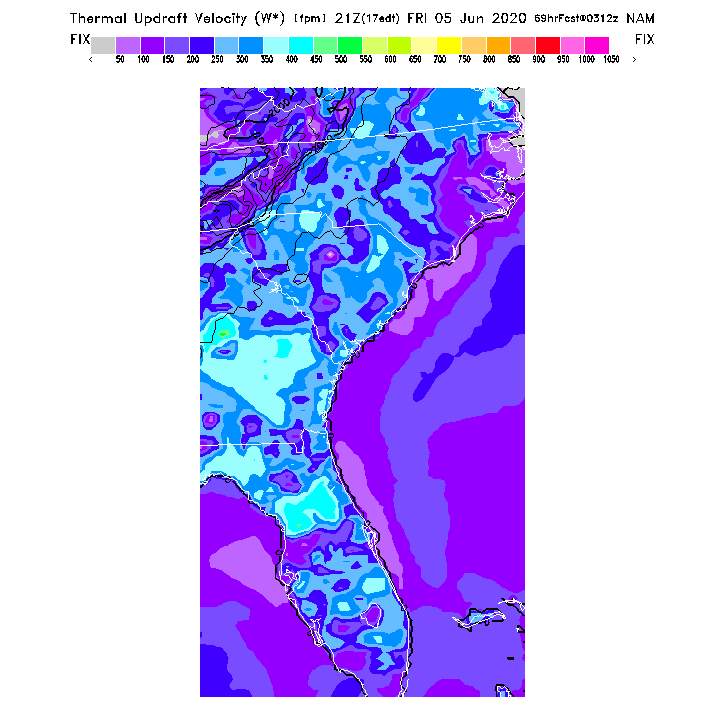 Thermal Updraft Velocity (W*) [fpm] 21Z(17edt) FRI 05 Jun 2020 69hrFcst@0312z NAM
FIX FIX
< 50 100 150 200 250 300 350 400 450 500 550 600 650 700 750 800 850 900 950 1000 1050 >